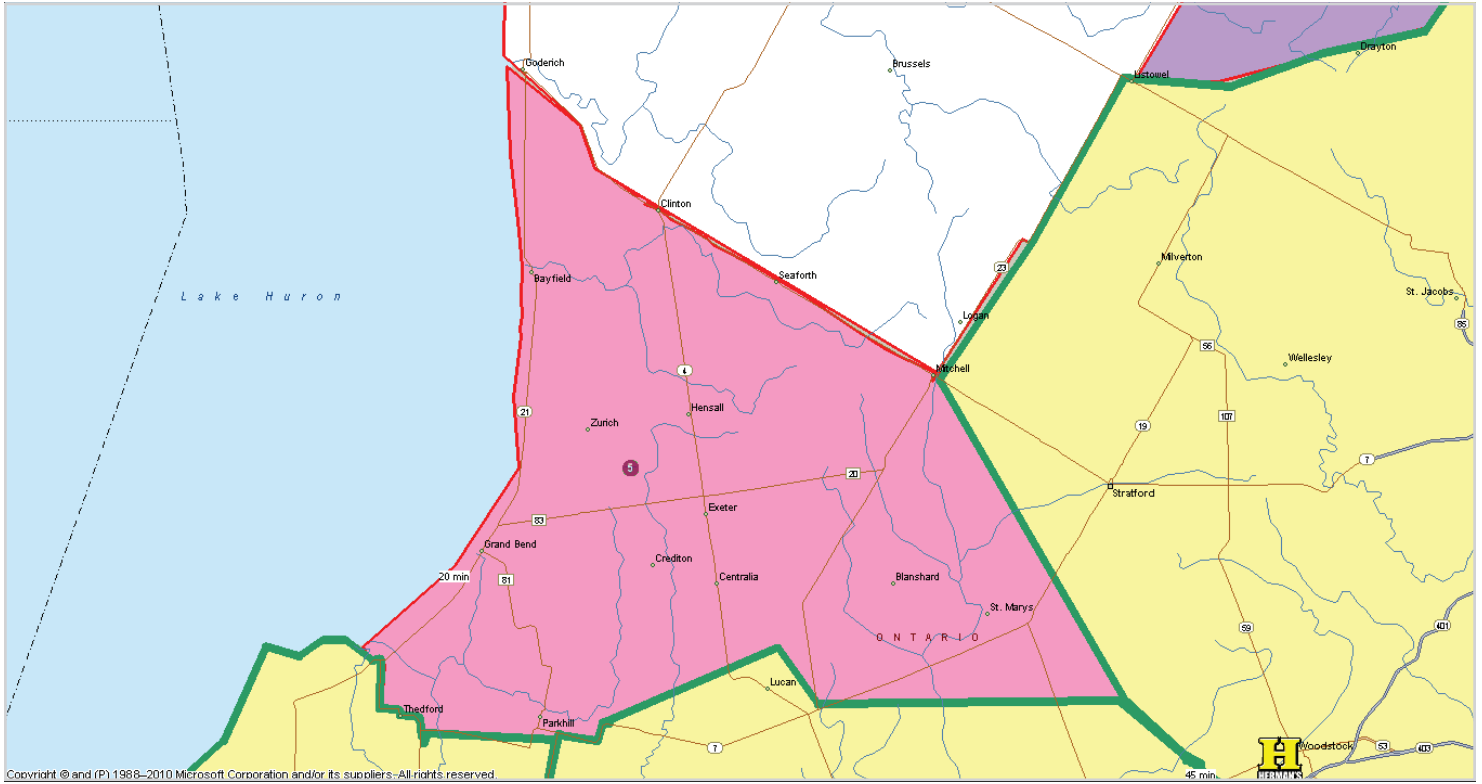 Goderich
Brussels
Drayton
Listowel
Clinton
Bayfield
Seaforth
Lake Huron
23
Milverton
St. Jacobs
85
Logan
Mitchell
56
Wellesley
4
21
Zurich
Hensall
107
19
5
20
7
Stratford
83
Exeter
Grand Bend
20 min
81
Crediton
Centralia
Blanshard
St. Marys
ONTARIO
59
401
Lucan
Thedford
Parkhill
7
H
HERMAN'S
Woodstock
53
403
45 min
Copyright © and (P) 1988–2010 Microsoft Corporation and/or its suppliers. All rights reserved.